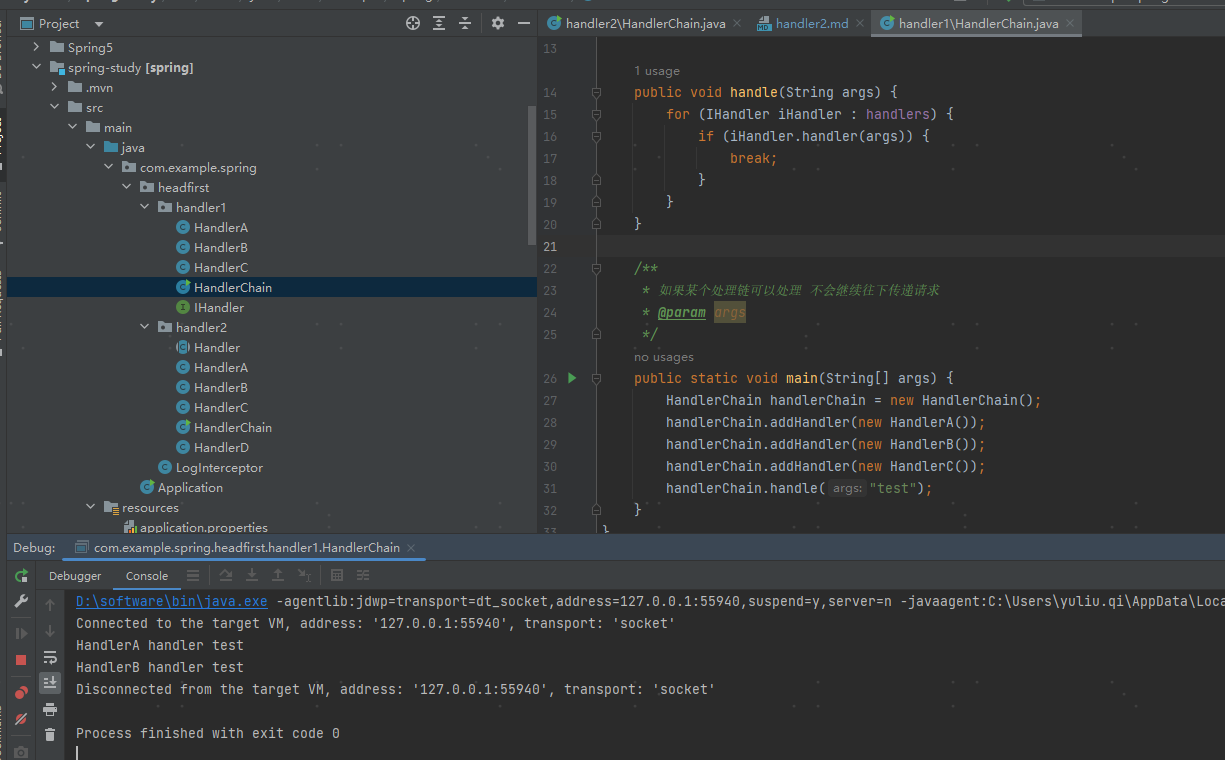 Project
handler2\HandlerChain.java
handler2.md
handler1\HandlerChain.java
Spring5
spring-study [spring]
.mvn
src
main
java
com.example.spring
headfirst
handler1
HandlerA
HandlerB
HandlerC
HandlerChain
IHandler
handler2
Handler
HandlerA
HandlerB
HandlerC
HandlerChain
HandlerD
LogInterceptor
Application
resources
application.properties
13
1 usage
14 public void handle(String args) {
15 for (IHandler iHandler : handlers) {
16 if (iHandler.handler(args)) {
17 break;
18 }
19 }
20 }
21
22 /**
23 * 如果某个处理链可以处理 不会继续往下传递请求
24 * @param args
25 */
no usages
26 public static void main(String[] args) {
27 HandlerChain handlerChain = new HandlerChain();
28 handlerChain.addHandler(new HandlerA());
29 handlerChain.addHandler(new HandlerB());
30 handlerChain.addHandler(new HandlerC());
31 handlerChain.handle( args: "test");
32 }
33 }
Debug: com.example.spring.headfirst.handler1.HandlerChain
Debugger Console
D:\software\bin\java.exe -agentlib:jdwp=transport=dt_socket,address=127.0.0.1:55940,suspend=y,server=n -javaagent:C:\Users\yuliu.qi\AppData\Loca
Connected to the target VM, address: '127.0.0.1:55940', transport: 'socket'
HandlerA handler test
HandlerB handler test
Disconnected from the target VM, address: '127.0.0.1:55940', transport: 'socket'
Process finished with exit code 0